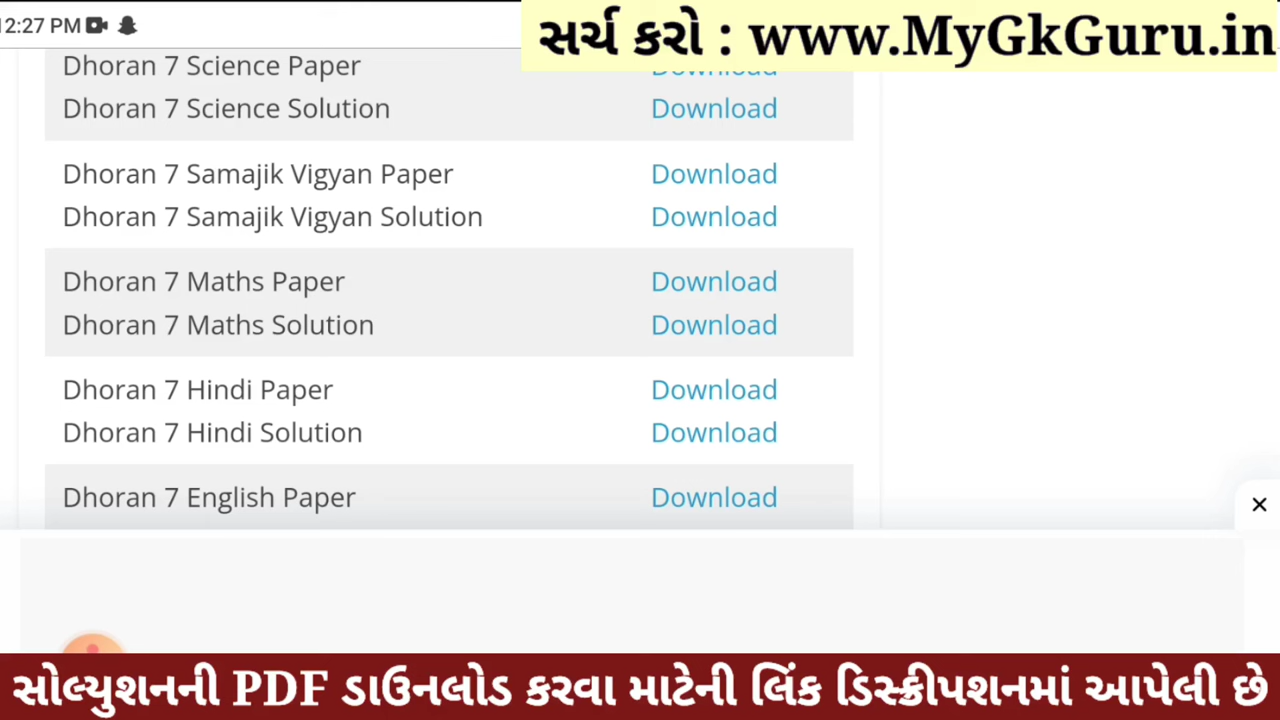 12:27 PM
સર્ચ કરો : www.MyGkGuru.in
Dhoran 7 Science Paper Download
Dhoran 7 Science Solution Download
Dhoran 7 Samajik Vigyan Paper Download
Dhoran 7 Samajik Vigyan Solution Download
Dhoran 7 Maths Paper Download
Dhoran 7 Maths Solution Download
Dhoran 7 Hindi Paper Download
Dhoran 7 Hindi Solution Download
Dhoran 7 English Paper Download
સોલ્યુશનની PDF ડાઉનલોડ કરવા માટેની લિંક ડિસ્ક્રીપશનમાં આપેલી છે